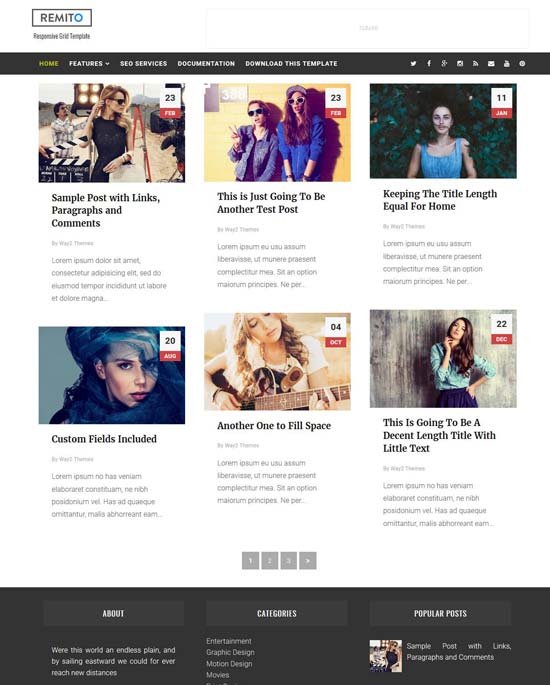 REMITO
Responsive Grid Template
HOME FEATURES SEO SERVICES DOCUMENTATION DOWNLOAD THIS TEMPLATE
23
FEB
Sample Post with Links,
Paragraphs and
Comments
By Way2 Themes
Lorem ipsum dolor sit amet,
consectetur adipisicing elit, sed do
eiusmod tempor incididunt ut labore
et dolore magna...
23
FEB
This is Just Going To Be
Another Test Post
By Way2 Themes
Lorem ipsum eu usu assum
liberavisse, ut munere praesent
complectitur mea. Sit an option
maximum principes. Ne per...
11
JAN
Keeping The Title Length
Equal For Home
By Way2 Themes
Lorem ipsum eu usu assum
liberavisse, ut munere praesent
complectitur mea. Sit an option
maximum principes. Ne per...
20
AUG
Custom Fields Included
By Way2 Themes
Lorem ipsum no has veniam
elaboraret constituam, ne nibh
posidonium vel. Has ad quaeque
omittantur, malis abhorreant eam...
04
OCT
Another One to Fill Space
By Way2 Themes
Lorem ipsum eu usu assum
liberavisse, ut munere praesent
complectitur mea. Sit an option
maximum principes. Ne per...
22
DEC
This Is Going To Be A
Decent Length Title With
Little Text
By Way2 Themes
Lorem ipsum no has veniam
elaboraret constituam, ne nibh
posidonium vel. Has ad quaeque
omittantur, malis abhorreant eam...
1 2 3 >
ABOUT
Were this world an endless plain, and
by sailing eastward we could for ever
reach new distances
CATEGORIES
Entertainment
Graphic Design
Motion Design
Movies
POPULAR POSTS
Sample Post with Links,
Paragraphs and Comments